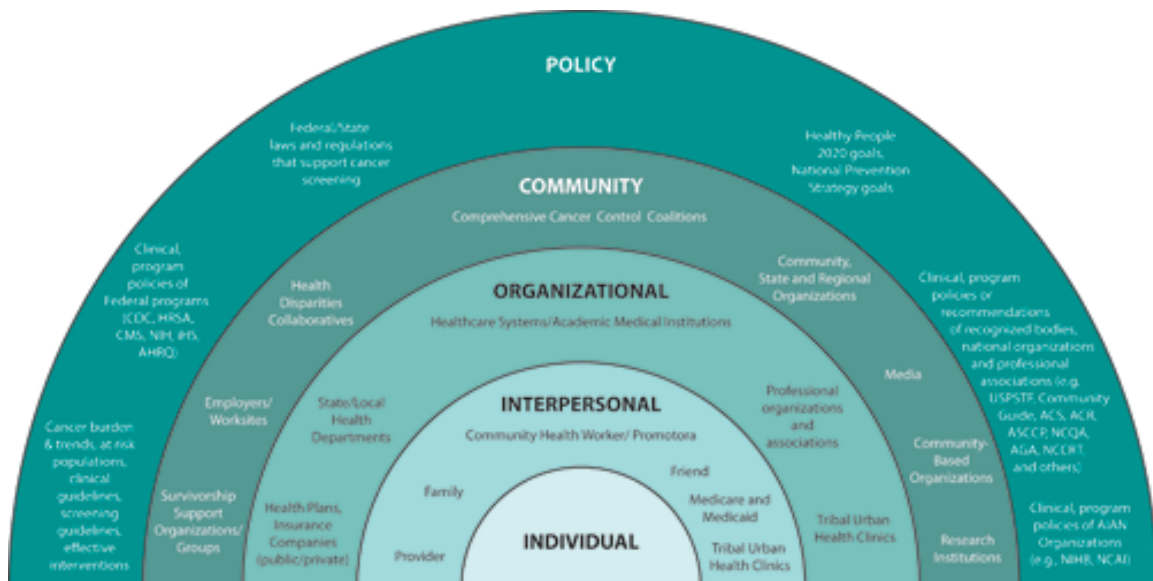 POLICY
Federal/State
laws and regulations
that support cancer
screening
Healthy People
2020 goals,
National Prevention
Strategy goals
Clinical,
program
policies of
Federal programs
(CDC, HRSA,
CMS, NIH, IHS,
AHRQ)
Clinical, program
policies or
recommendations
of recognized bodies,
national organizations
and professional
associations (e.g.
USPSTF, Community
Guide, ACS, ACR,
ASCCP, NCQA,
AGA, NCCRT,
and others)
Cancer burden
& trends, at risk
populations,
clinical
guidelines,
screening
guidelines,
effective
interventions
Clinical, program
policies of AIAN
Organizations
(e.g., NIHB, NCAI)
COMMUNITY
Comprehensive Cancer Control Coalitions
Health
Disparities
Collaboratives
Community,
State and Regional
Organizations
Employers/
Worksites
Media
Survivorship
Support
Organizations/
Groups
Community-
Based
Organizations
Research
Institutions
ORGANIZATIONAL
Healthcare Systems/Academic Medical Institutions
State/Local
Health
Departments
Professional
organizations
and
associations
Health Plans,
Insurance
Companies
(public/private)
Tribal Urban
Health Clinics
INTERPERSONAL
Community Health Worker/ Promotora
Family
Friend
Provider
Medicare and
Medicaid
Tribal Urban
Health Clinics
INDIVIDUAL